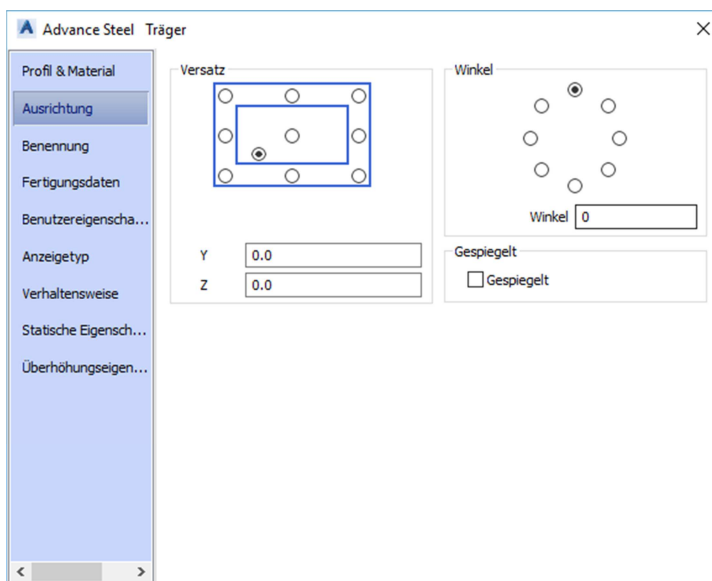 Advance Steel Träger
Profil & Material
Ausrichtung
Benennung
Fertigungsdaten
Benutzereigenscha...
Anzeigetyp
Verhaltensweise
Statische Eigensch...
Überhöhungseigen...
Versatz
Y 0.0
Z 0.0
Winkel
Winkel 0
Gespiegelt
Gespiegelt